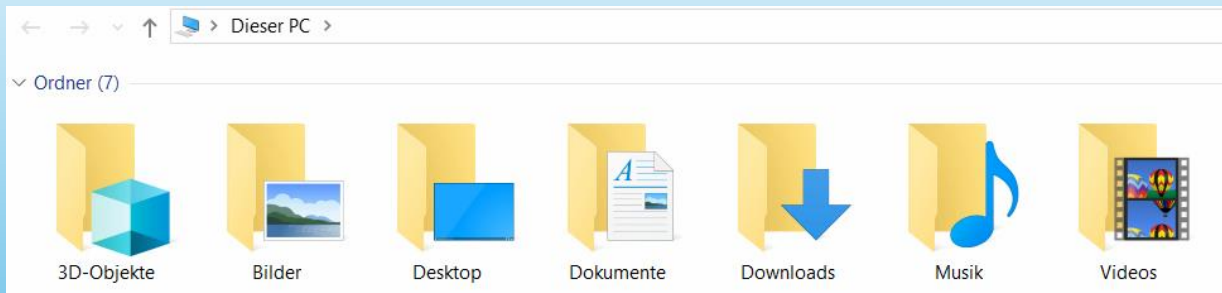 Dieser PC
Ordner (7)
3D-Objekte Bilder Desktop Dokumente Downloads Musik Videos